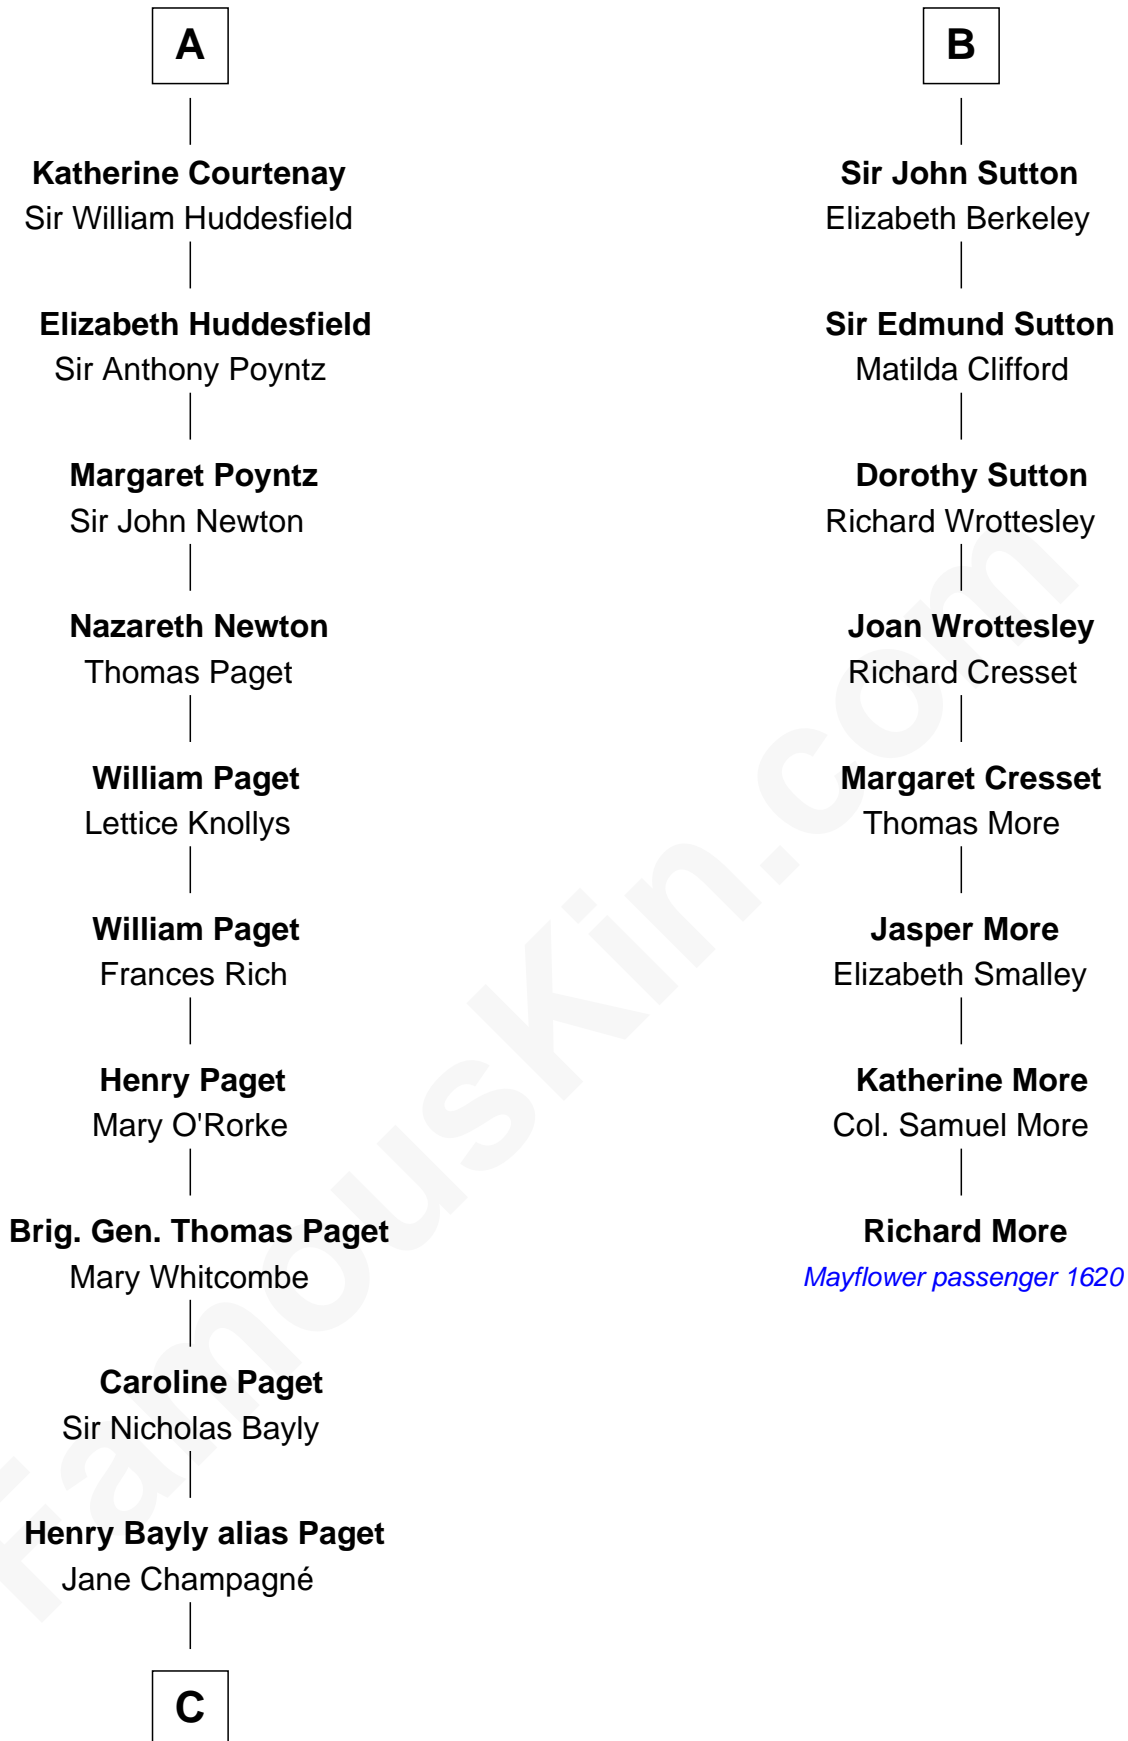 A
Katherine Courtenay
Sir William Huddesfield
Elizabeth Huddesfield
Sir Anthony Poyntz
Margaret Poyntz
Sir John Newton
Nazareth Newton
Thomas Paget
William Paget
Lettice Knollys
William Paget
Frances Rich
Henry Paget
Mary O'Rorke
Brig. Gen. Thomas Paget
Mary Whitcombe
Caroline Paget
Sir Nicholas Bayly
Henry Bayly alias Paget
Jane Champagné
C
B
Sir John Sutton
Elizabeth Berkeley
Sir Edmund Sutton
Matilda Clifford
Dorothy Sutton
Richard Wrottesley
Joan Wrottesley
Richard Cresset
Margaret Cresset
Thomas More
Jasper More
Elizabeth Smalley
Katherine More
Col. Samuel More
Richard More
Mayflower passenger 1620
FamousKin.com